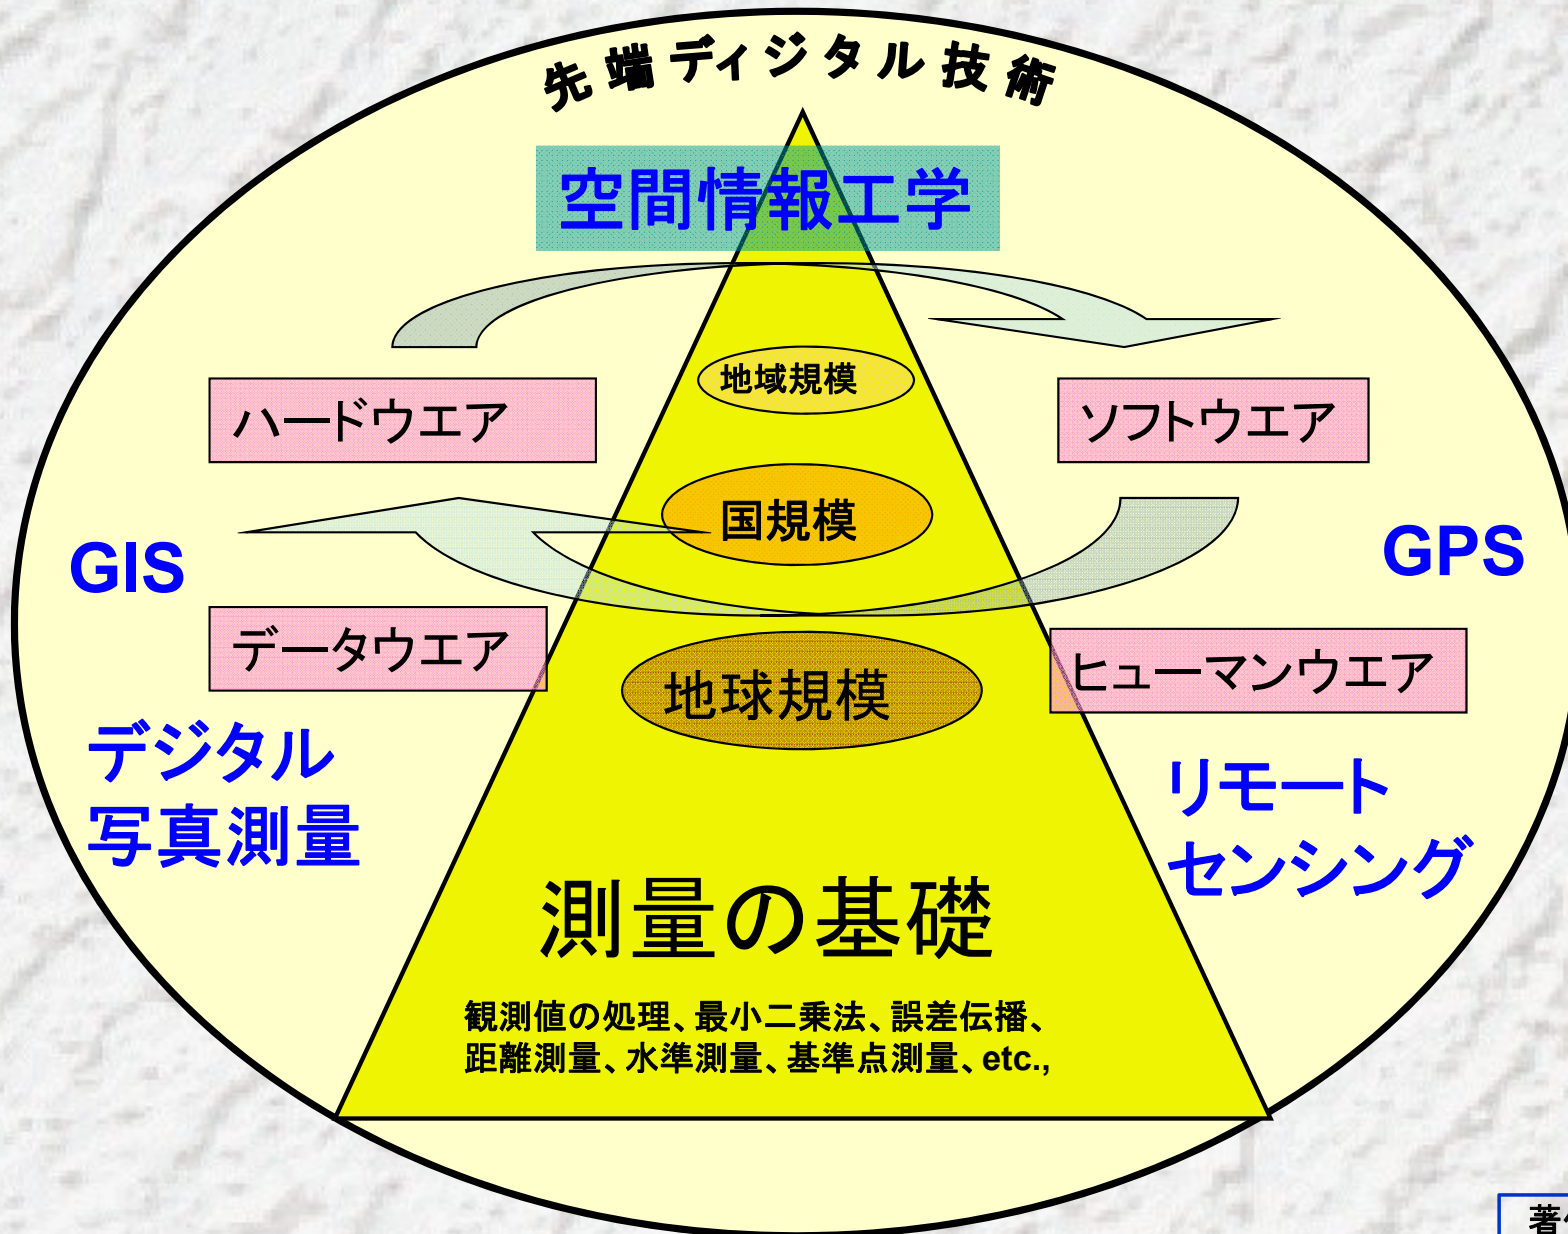 先端ディジタル技術
空間情報工学
地域規模
ハードウエア
ソフトウエア
国規模
GIS
GPS
データウエア
ヒューマンウエア
地球規模
デジタル
写真測量
リモート
センシング
測量の基礎
観測値の処理、最小二乗法、誤差伝播、
距離測量、水準測量、基準点測量、etc.,